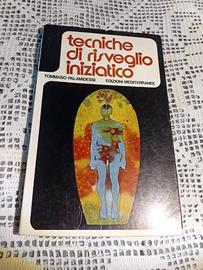 tecniche
di risveglio
iniziatico
TOMMASO PALAMIDESSI EDIZIONI MEDITERRANEE